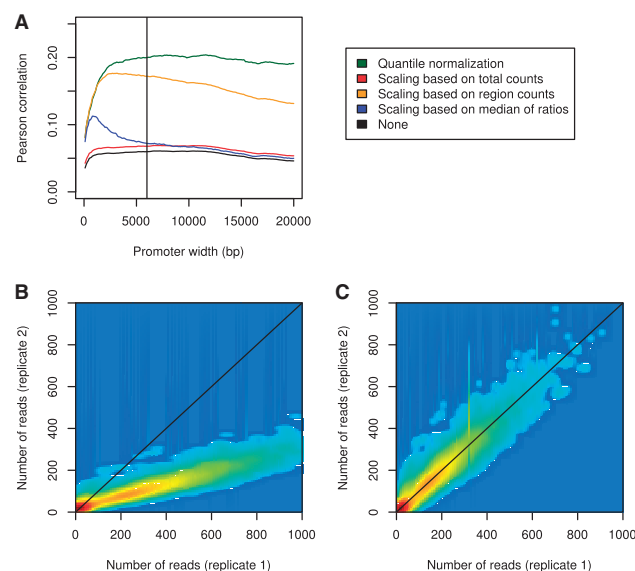 A
Pearson correlation
0.00
0.10
0.20
0
5000
10000
15000
20000
Promoter width (bp)
Quantile normalization
Scaling based on total counts
Scaling based on region counts
Scaling based on median of ratios
None
B
Number of reads (replicate 2)
0
200
400
600
800
1000
0
200
400
600
800
1000
Number of reads (replicate 1)
C
Number of reads (replicate 2)
0
200
400
600
800
1000
0
200
400
600
800
1000
Number of reads (replicate 1)